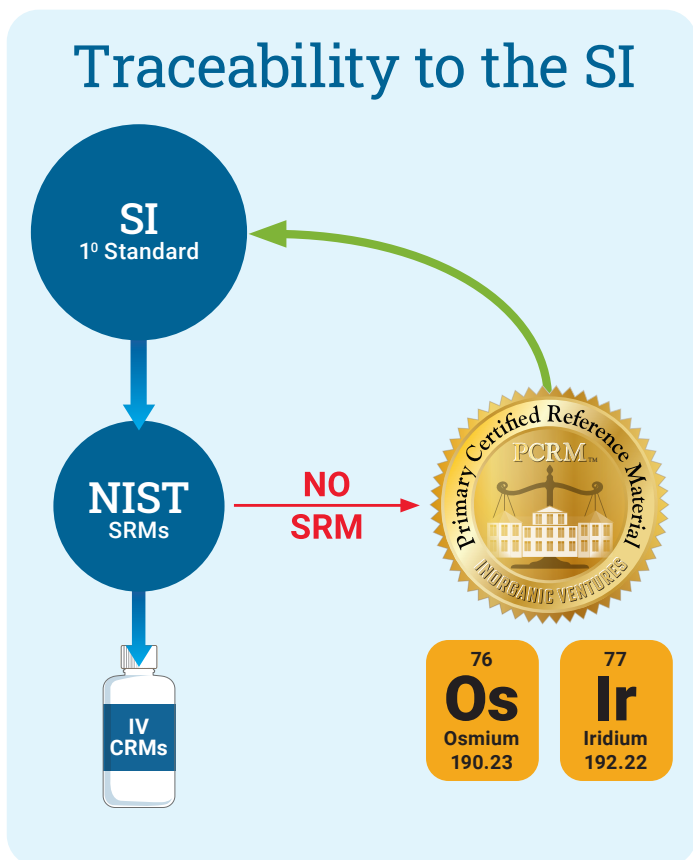 Traceability to the SI
SI
1⁰ Standard
NIST
SRMs
NO
SRM
Primary Certified Reference Material
PCRM™
INORGANIC VENTURES
IV
CRMs
76
Os
Osmium
190.23
77
Ir
Iridium
192.22